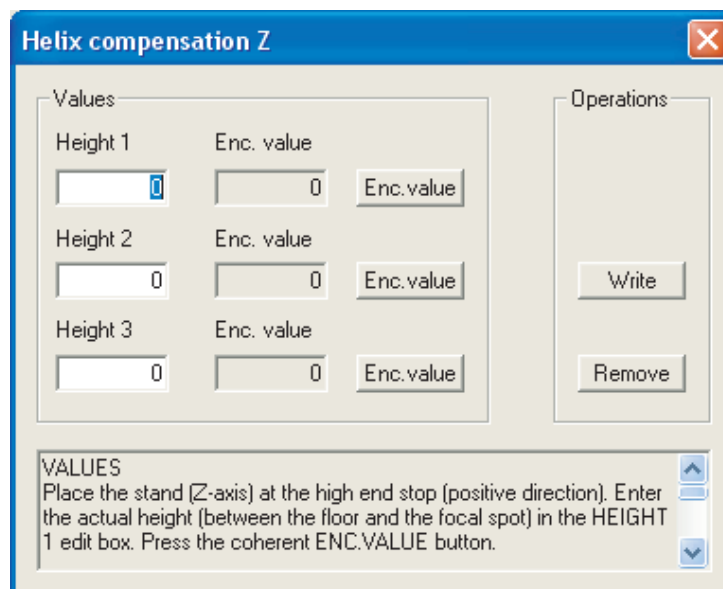 Helix compensation Z
Values
Operations
Height 1 Enc. value
0 0 Enc.value
Height 2 Enc. value
0 0 Enc.value Write
Height 3 Enc. value
0 0 Enc.value Remove
VALUES
Place the stand (Z-axis) at the high end stop (positive direction). Enter
the actual height (between the floor and the focal spot) in the HEIGHT
1 edit box. Press the coherent ENC.VALUE button.